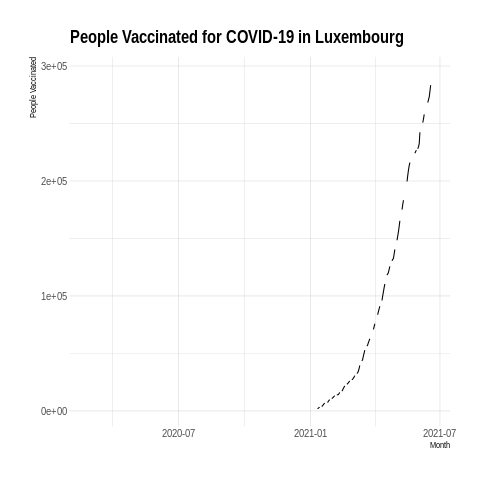 People Vaccinated for COVID-19 in Luxembourg
People Vaccinated
3e+05
2e+05
1e+05
0e+00
2020-07
2021-01
2021-07
Month